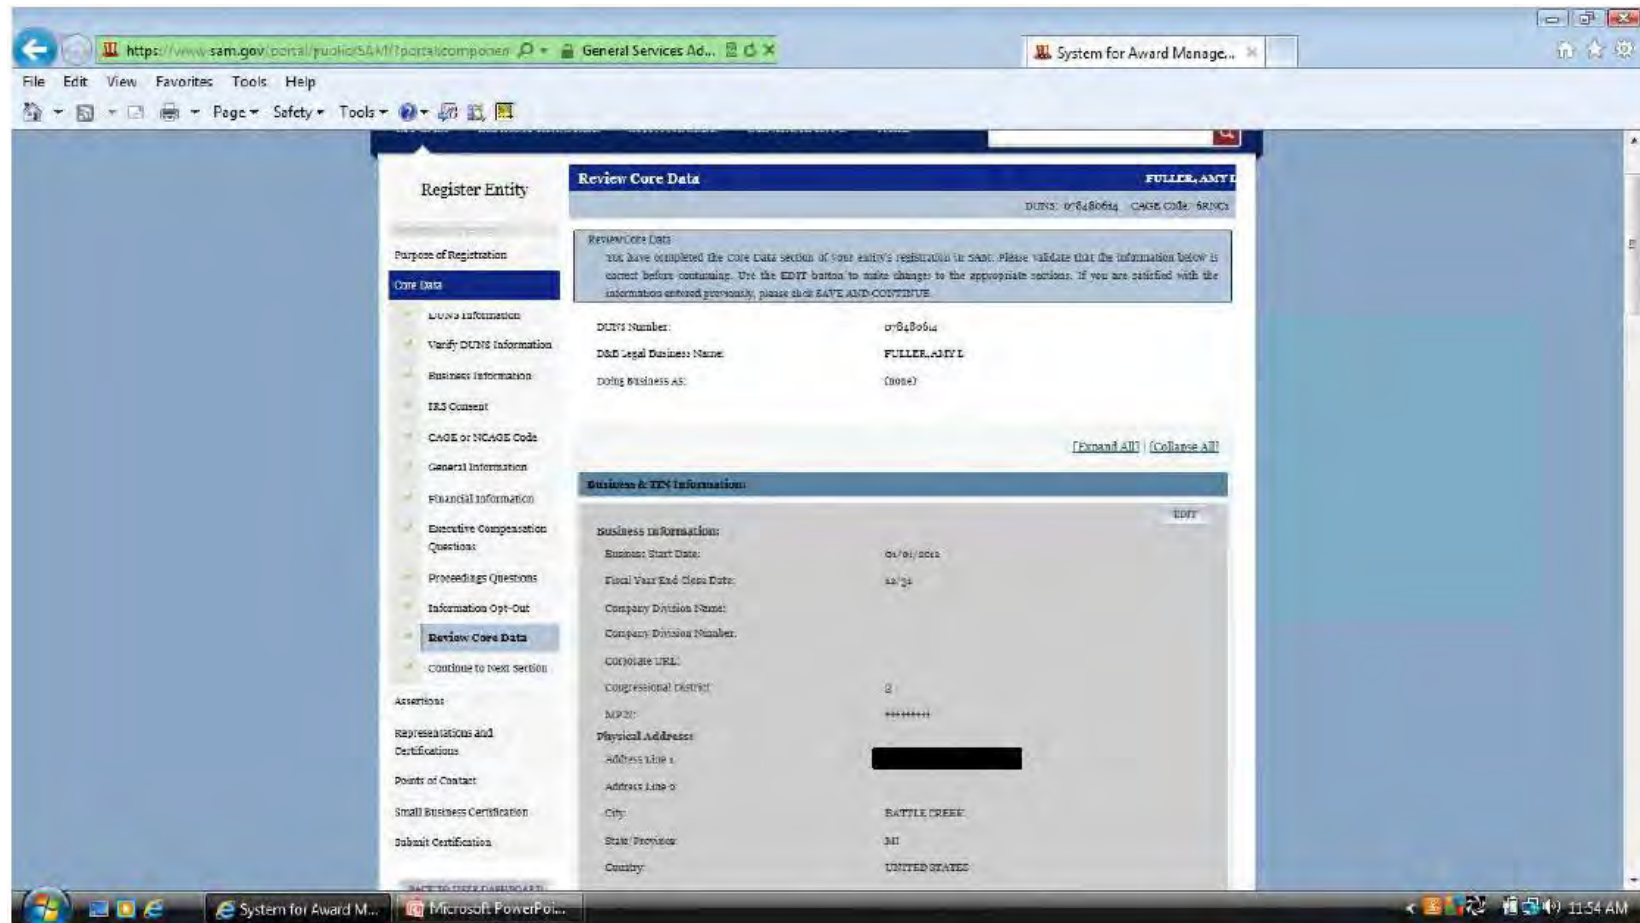 https://www.sam.gov/portal/public/SAM/?portal:componen
General Services Ad...
System for Award Manage...
File Edit View Favorites Tools Help
Page Safety Tools
Register Entity
Purpose of Registration
Core Data
DUNS Information
Verify DUNS Information
Business Information
IRS Consent
CAGE or NCAGE Code
General Information
Financial Information
Executive Compensation
Questions
Proceedings Questions
Information Opt-Out
Review Core Data
Continue to Next Section
Assertions
Representations and
Certifications
Points of Contact
Small Business Certification
Submit Certification
BACK TO USER DASHBOARD
Review Core Data FULLER, AMY L
DUNS: 078480614 CAGE Code: 6RNC1
Review Core Data
You have completed the Core Data section of your entity's registration in SAM. Please validate that the information below is
correct before continuing. Use the EDIT button to make changes to the appropriate sections. If you are satisfied with the
information entered previously, please click SAVE AND CONTINUE
DUNS Number: 078480614
D&B Legal Business Name: FULLER, AMY L
Doing Business As: (none)
[Expand All] | [Collapse All]
Business & TIN Information:
EDIT
Business Information:
Business Start Date: 01/01/2012
Fiscal Year End Close Date: 12/31
Company Division Name:
Company Division Number:
Corporate URL:
Congressional District:
MPIN: *********
Physical Address:
Address Line 1
Address Line 2
City: BATTLE CREEK
State/Province MI
Country: UNITED STATES
System for Award M...
Microsoft PowerPoi...
11:54 AM